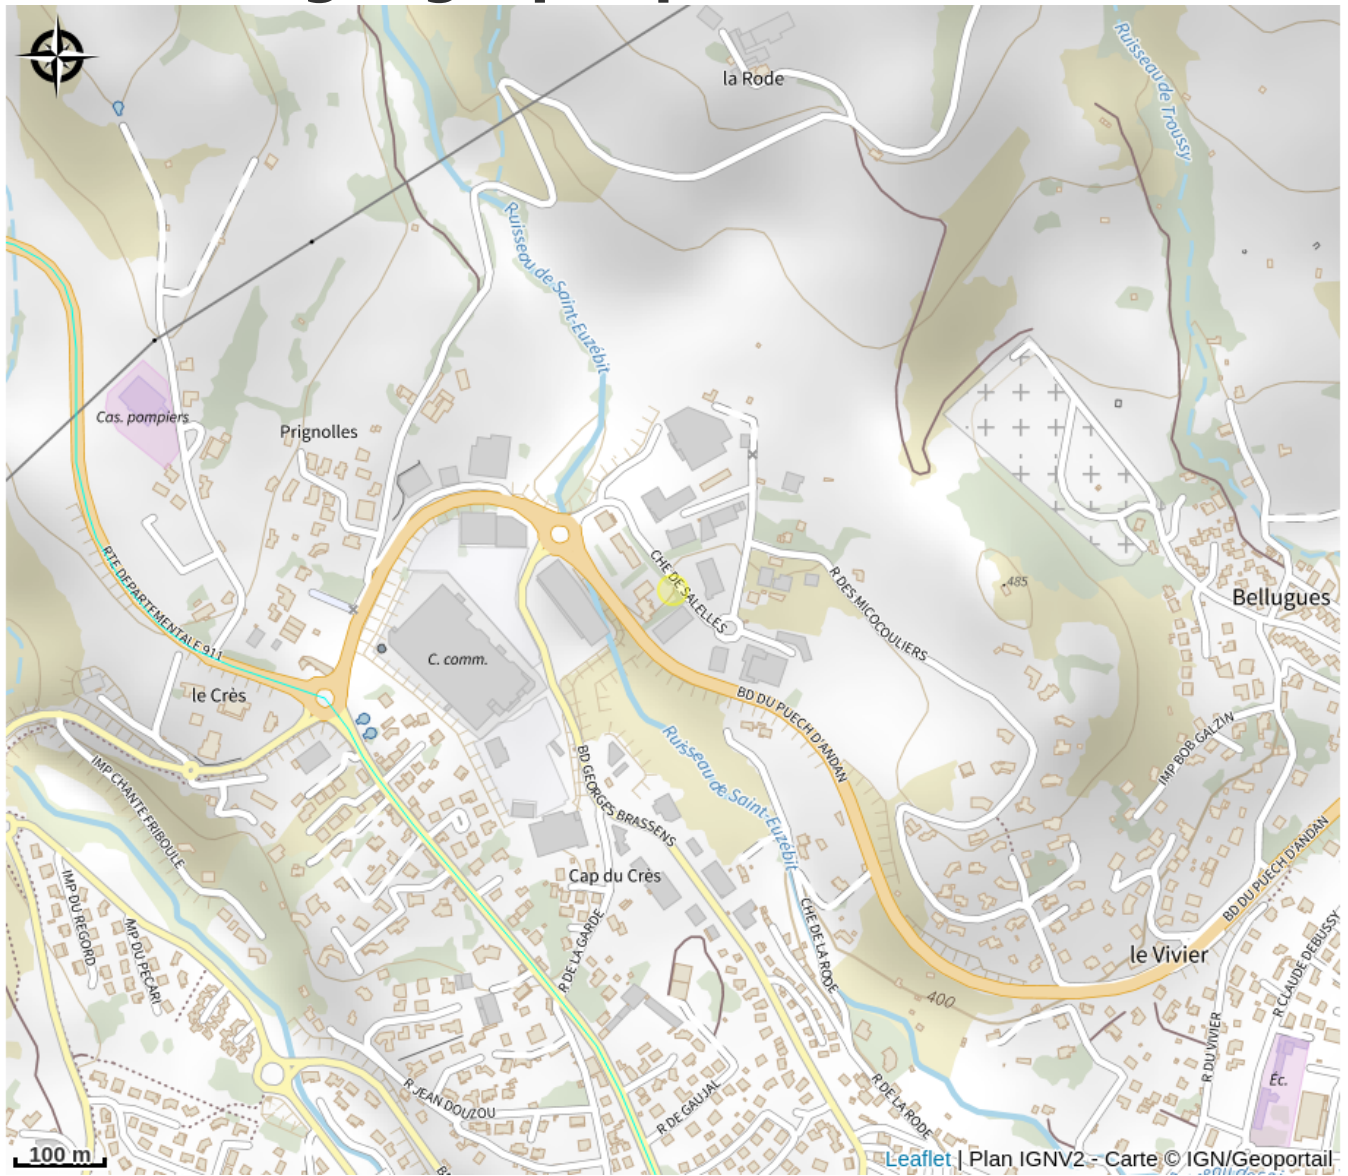 la Rode
Ruisseau de Troussy
Ruisseau de Saint-Euzébit
Cas. pompiers
Prignolles
RTE DEPARTEMENTALE 911
CHE DE SALELLES
R DES MICOCOULIERS
485
Bellugues
C. comm.
le Crès
BD DU PUECH D'ANDAN
IMP BOB GALZIN
Ruisseau de Saint-Euzébit
BD GEORGES BRASSENS
IMP CHANTE FRIBOULE
Cap du Crès
BD DU PUECH D'ANDAN
IMP DU REGORD
IMP DU PECARI
R DE LA GARDE
CHE DE LA RODE
le Vivier
R CLAUDE DEBUSSY
400
R DU VIVIER
Éc.
R JEAN DOUZOU
R DE GAUJAL
R DE LA RODE
100 m
Leaflet | Plan IGNV2 - Carte © IGN/Geoportail